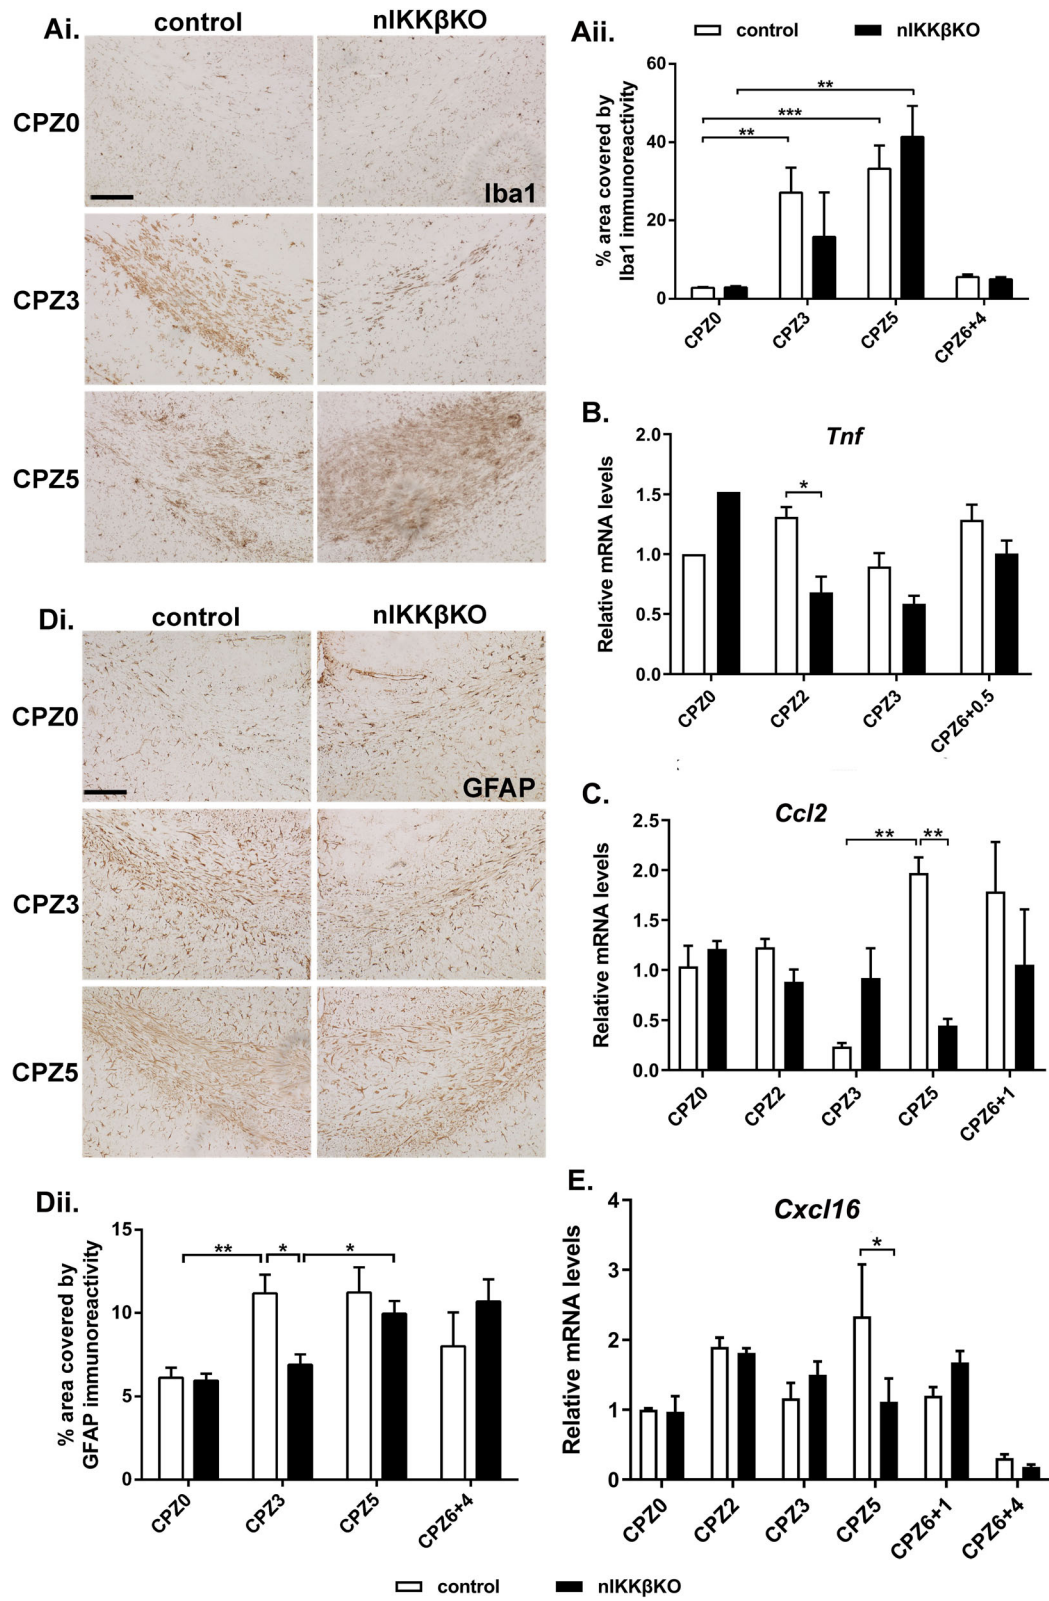 Ai.
control
nIKKβKO
CPZ0
Iba1
CPZ3
CPZ5
Aii.
control
nIKKβKO
% area covered by
Iba1 immunoreactivity
60
40
20
0
**
***
**
CPZ0
CPZ3
CPZ5
CPZ6+4
B.
Tnf
Relative mRNA levels
2.0
1.5
1.0
0.5
0.0
*
CPZ0
CPZ2
CPZ3
CPZ6+0.5
C.
Ccl2
Relative mRNA levels
2.5
2.0
1.5
1.0
0.5
0.0
**
**
CPZ0
CPZ2
CPZ3
CPZ5
CPZ6+1
Di.
control
nIKKβKO
CPZ0
GFAP
CPZ3
CPZ5
Dii.
% area covered by
GFAP immunoreactivity
15
10
5
0
**
*
*
CPZ0
CPZ3
CPZ5
CPZ6+4
E.
Cxcl16
Relative mRNA levels
4
3
2
1
0
*
CPZ0
CPZ2
CPZ3
CPZ5
CPZ6+1
CPZ6+4
control
nIKKβKO